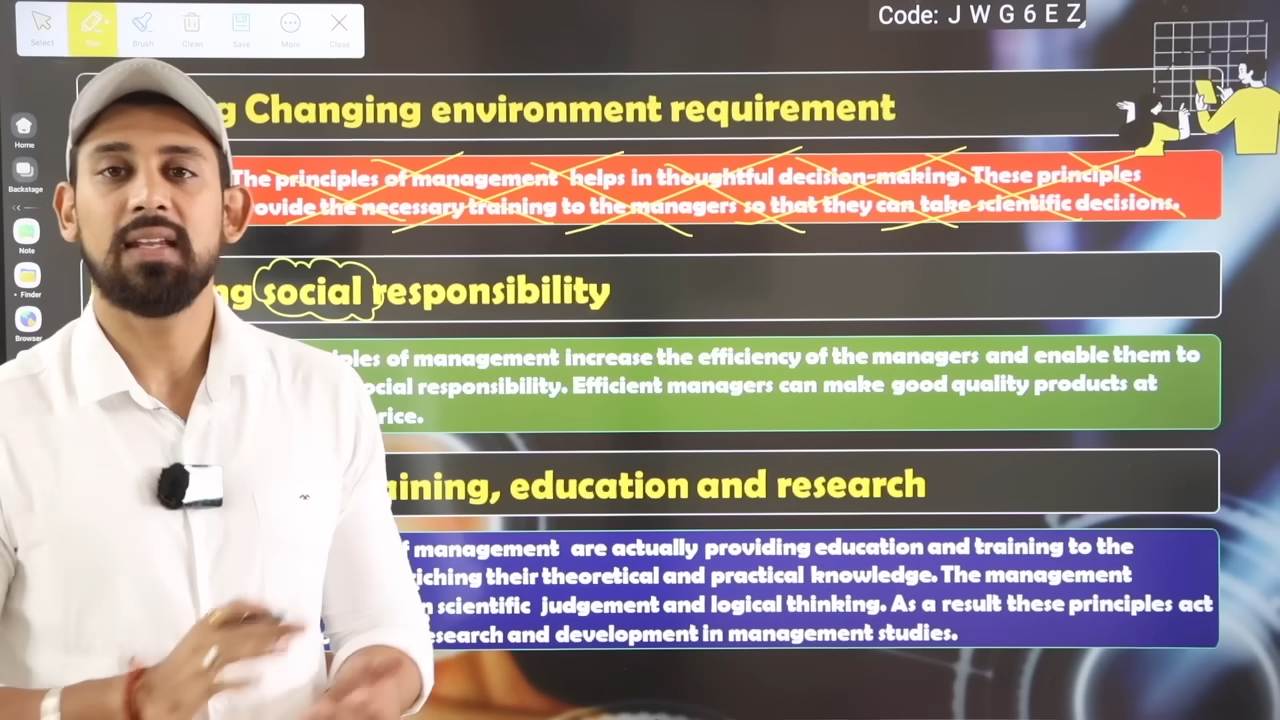 Code: J W G 6 E Z
Select
Pen
Brush
Clean
Save
More
Close
Home
Backstage
Note
Finder
Browser
g Changing environment requirement
The principles of management helps in thoughtful decision-making. These principles
ovide the necessary training to the managers so that they can take scientific decisions.
ng social responsibility
iples of management increase the efficiency of the managers and enable them to
ocial responsibility. Efficient managers can make good quality products at
rice.
aining, education and research
f management are actually providing education and training to the
iching their theoretical and practical knowledge. The management
n scientific judgement and logical thinking. As a result these principles act
esearch and development in management studies.